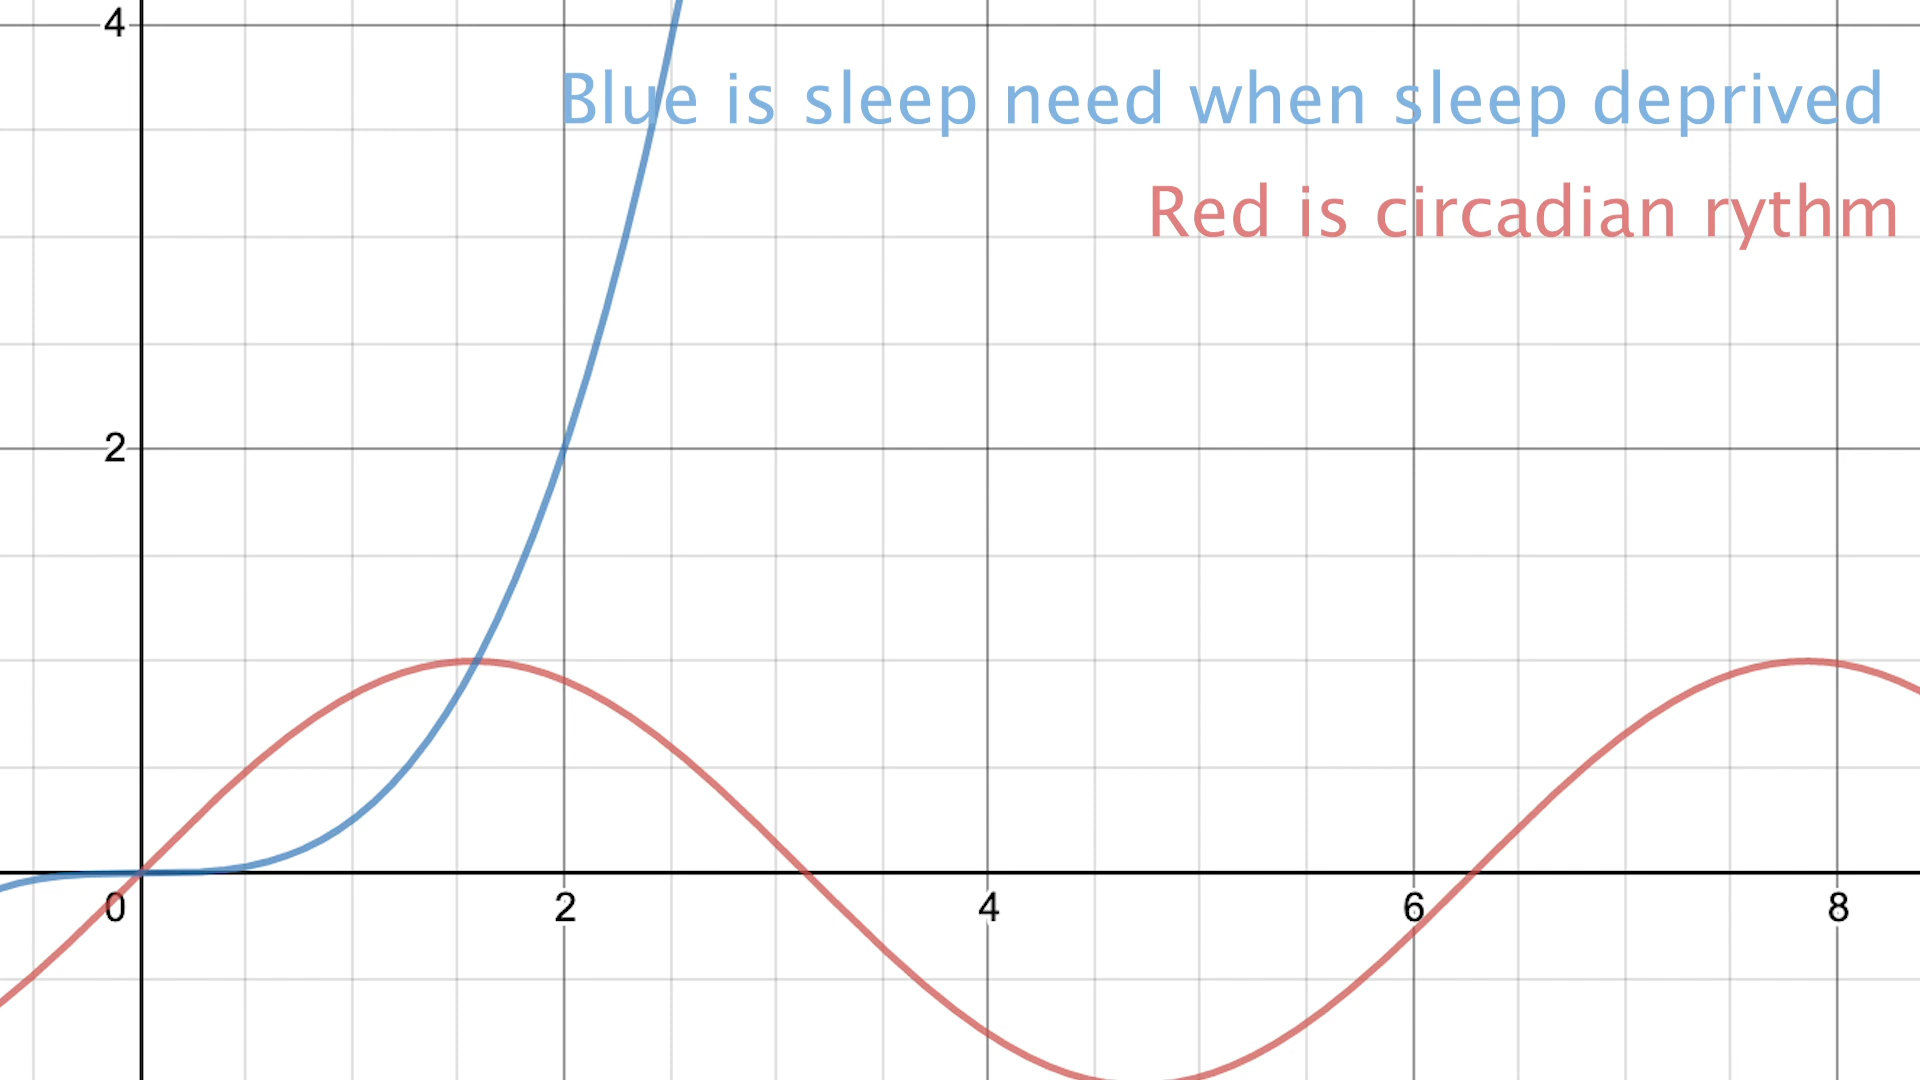 4
Blue is sleep need when sleep deprived
Red is circadian rythm
2
0 2 4 6 8